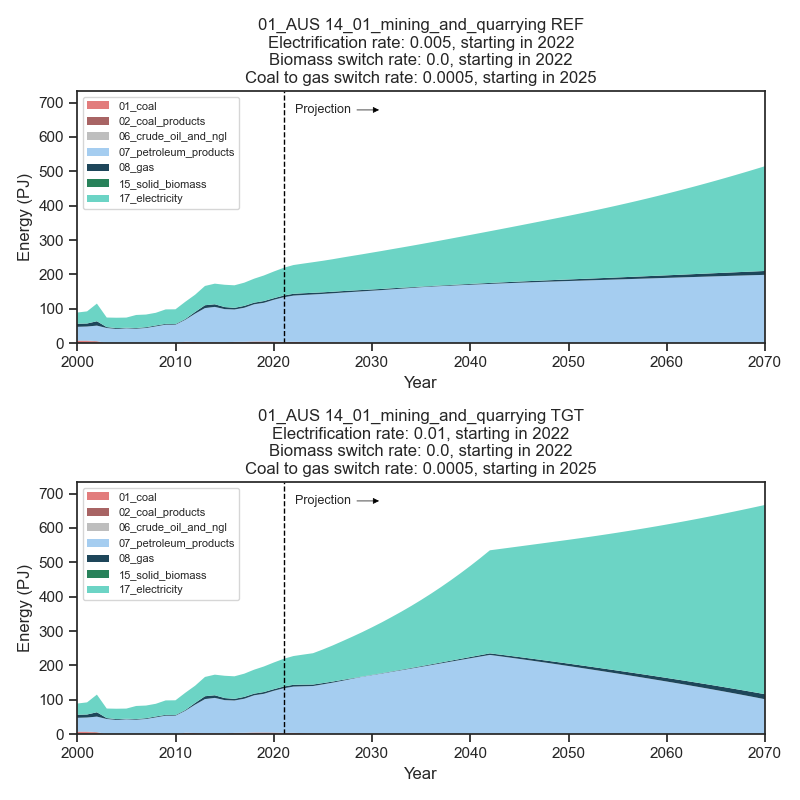 01_AUS 14_01_mining_and_quarrying REF
Electrification rate: 0.005, starting in 2022
Biomass switch rate: 0.0, starting in 2022
Coal to gas switch rate: 0.0005, starting in 2025
700
600
500
400
300
200
100
0
Energy (PJ)
01_coal
02_coal_products
06_crude_oil_and_ngl
07_petroleum_products
08_gas
15_solid_biomass
17_electricity
Projection
2000 2010 2020 2030 2040 2050 2060 2070
Year
01_AUS 14_01_mining_and_quarrying TGT
Electrification rate: 0.01, starting in 2022
Biomass switch rate: 0.0, starting in 2022
Coal to gas switch rate: 0.0005, starting in 2025
700
600
500
400
300
200
100
0
Energy (PJ)
01_coal
02_coal_products
06_crude_oil_and_ngl
07_petroleum_products
08_gas
15_solid_biomass
17_electricity
Projection
2000 2010 2020 2030 2040 2050 2060 2070
Year